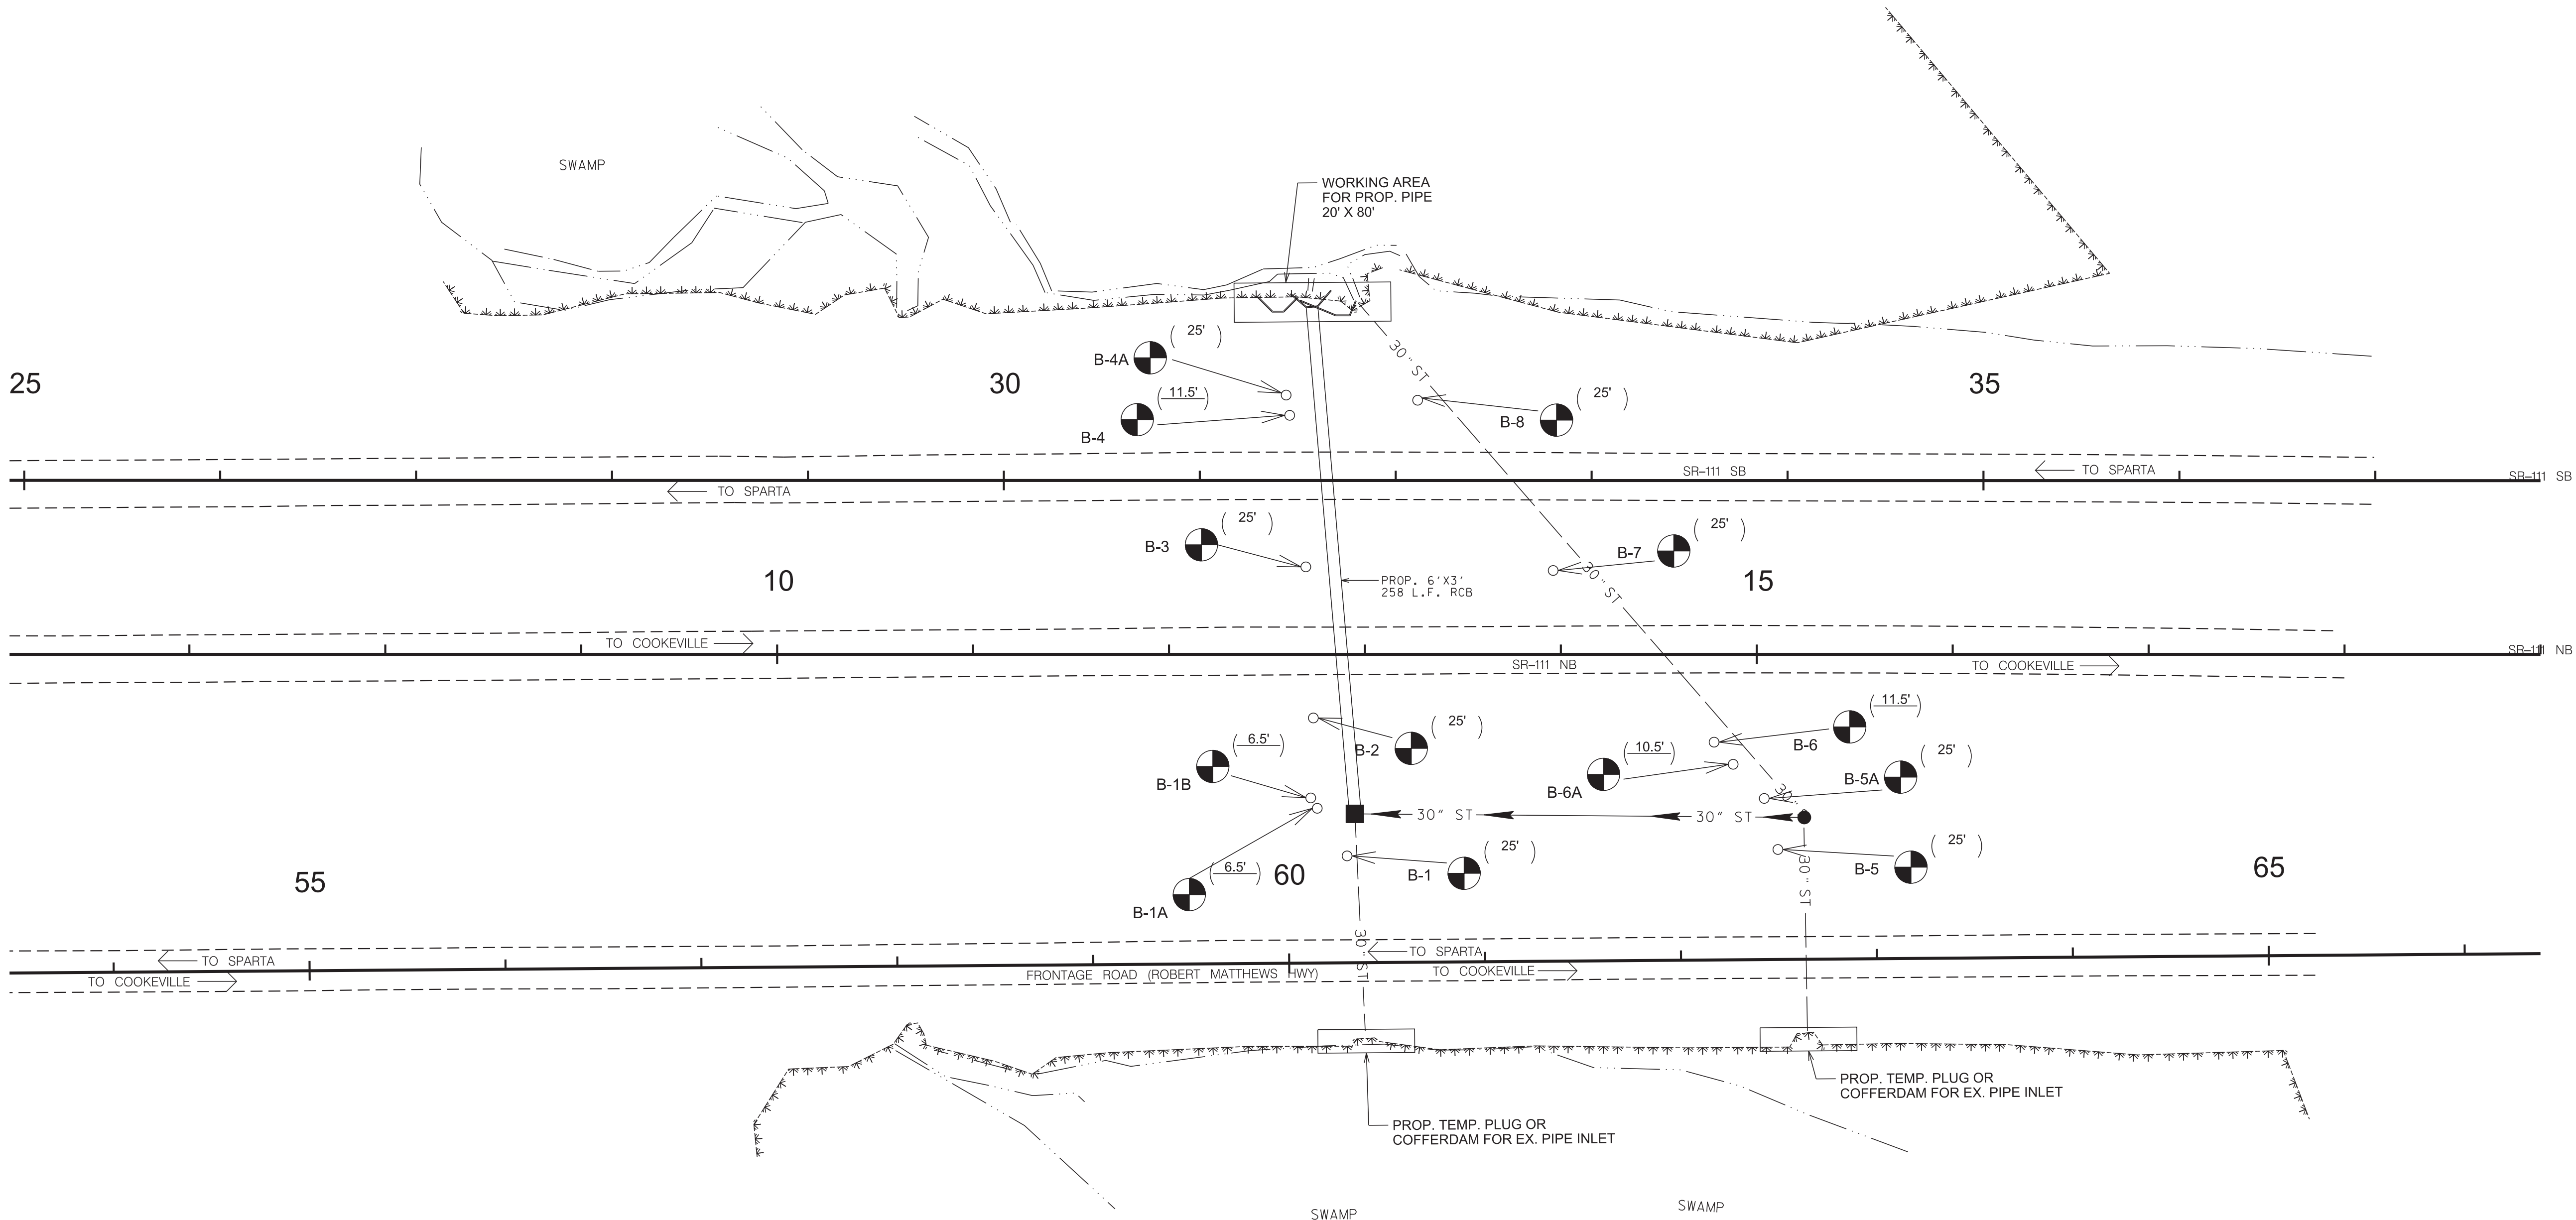 SWAMP
WORKING AREA
FOR PROP. PIPE
20' X 80'
( 25' )
B-4A
30" ST
25
30
35
(11.5')
( 25' )
B-4
B-8
SR-111 SB
TO SPARTA
SR-111 SB
TO SPARTA
( 25' )
B-3
( 25' )
B-7
10
PROP. 6'X3'
258 L.F. RCB
30" ST
15
TO COOKEVILLE
SR-111 NB
SR-111 NB
TO COOKEVILLE
(11.5')
( 25' )
B-2
(6.5')
B-1B
(10.5')
B-6
B-6A
( 25' )
B-5A
30"
30" ST
30" ST
( 25' )
( 25' )
B-1
B-5
30" ST
(6.5')
B-1A
55
60
65
30" ST
TO SPARTA
TO SPARTA
FRONTAGE ROAD (ROBERT MATTHEWS HWY)
TO COOKEVILLE
TO COOKEVILLE
PROP. TEMP. PLUG OR
COFFERDAM FOR EX. PIPE INLET
PROP. TEMP. PLUG OR
COFFERDAM FOR EX. PIPE INLET
SWAMP
SWAMP